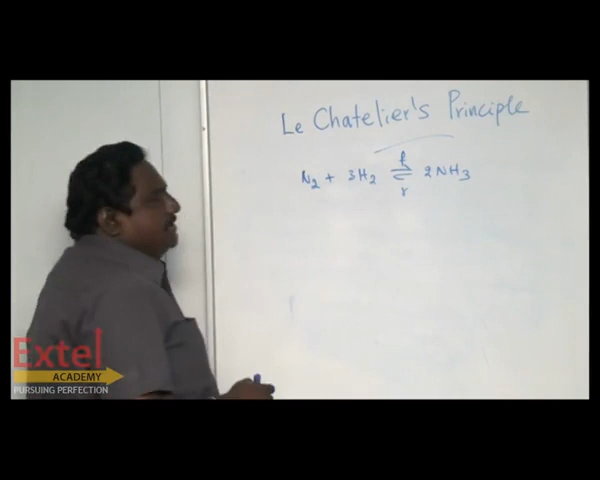 Le Chatelier's Principle
f
N2 + 3H2 ⇌ 2NH3
r
Extel
ACADEMY
PURSUING PERFECTION